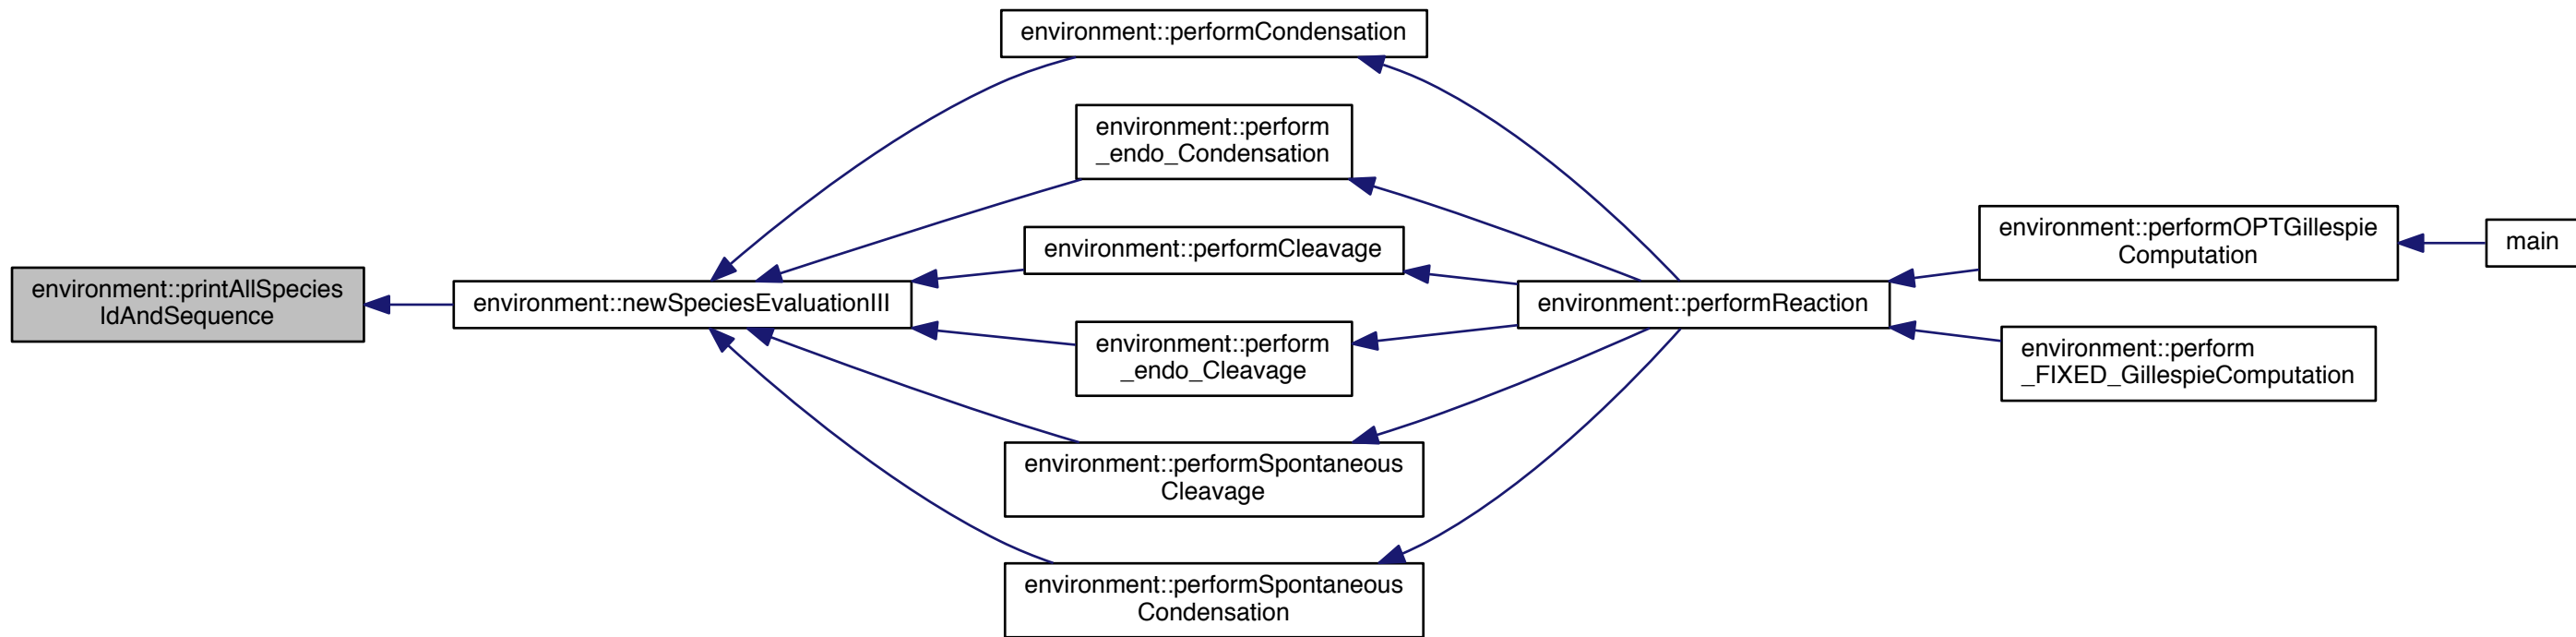 environment::printAllSpecies
IdAndSequence
environment::newSpeciesEvaluationIII
environment::performCondensation
environment::perform
_endo_Condensation
environment::performCleavage
environment::perform
_endo_Cleavage
environment::performSpontaneous
Cleavage
environment::performSpontaneous
Condensation
environment::performReaction
environment::performOPTGillespie
Computation
environment::perform
_FIXED_GillespieComputation
main